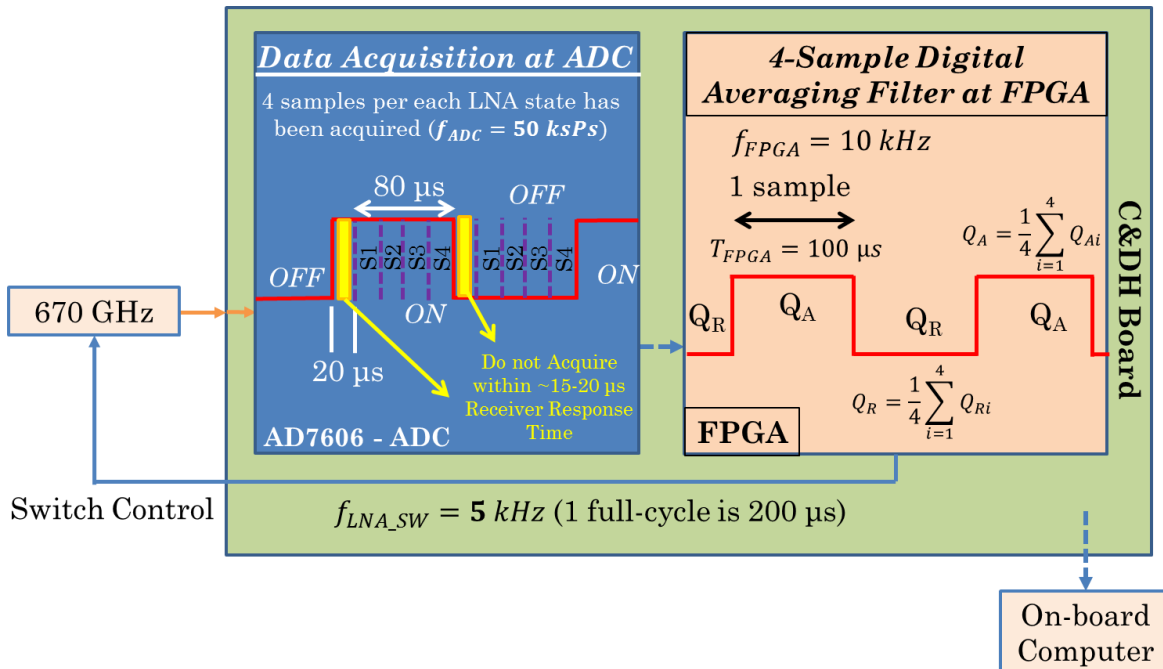 Data Acquisition at ADC
4 samples per each LNA state has
been acquired (f_ADC = 50 ksPs)
80 µs
OFF
OFF
S1
S2
S3
S4
S1
S2
S3
S4
ON
ON
20 µs
Do not Acquire
within ~15-20 µs
Receiver Response
Time
AD7606 - ADC
4-Sample Digital
Averaging Filter at FPGA
f_FPGA = 10 kHz
1 sample
T_FPGA = 100 µs
Q_A = 1/4 ∑_{i=1}^{4} Q_Ai
Q_R
Q_A
Q_R
Q_A
Q_R = 1/4 ∑_{i=1}^{4} Q_Ri
FPGA
C&DH Board
670 GHz
Switch Control
f_LNA_SW = 5 kHz (1 full-cycle is 200 µs)
On-board
Computer